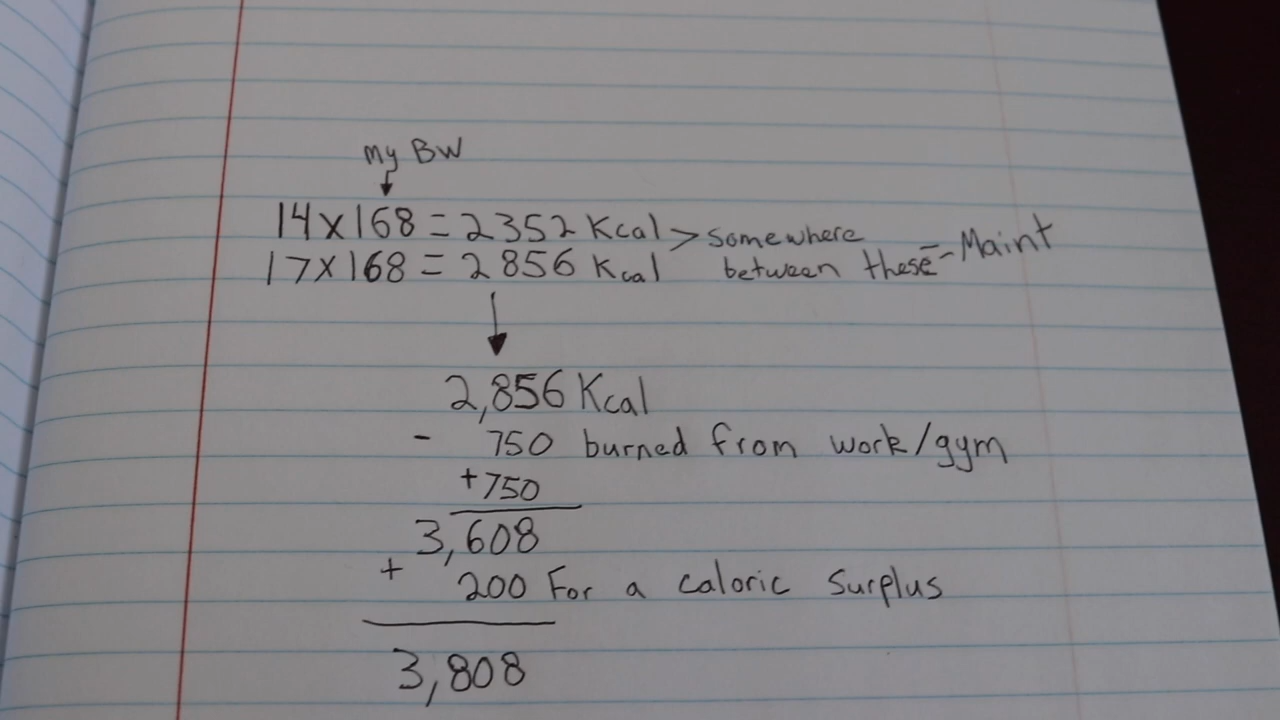 my BW
14x168 = 2352 Kcal > somewhere
17x168 = 2856 Kcal between these - Maint
2,856 Kcal
- 750 burned from work/gym
+750
3,608
+ 200 For a caloric surplus
3,808